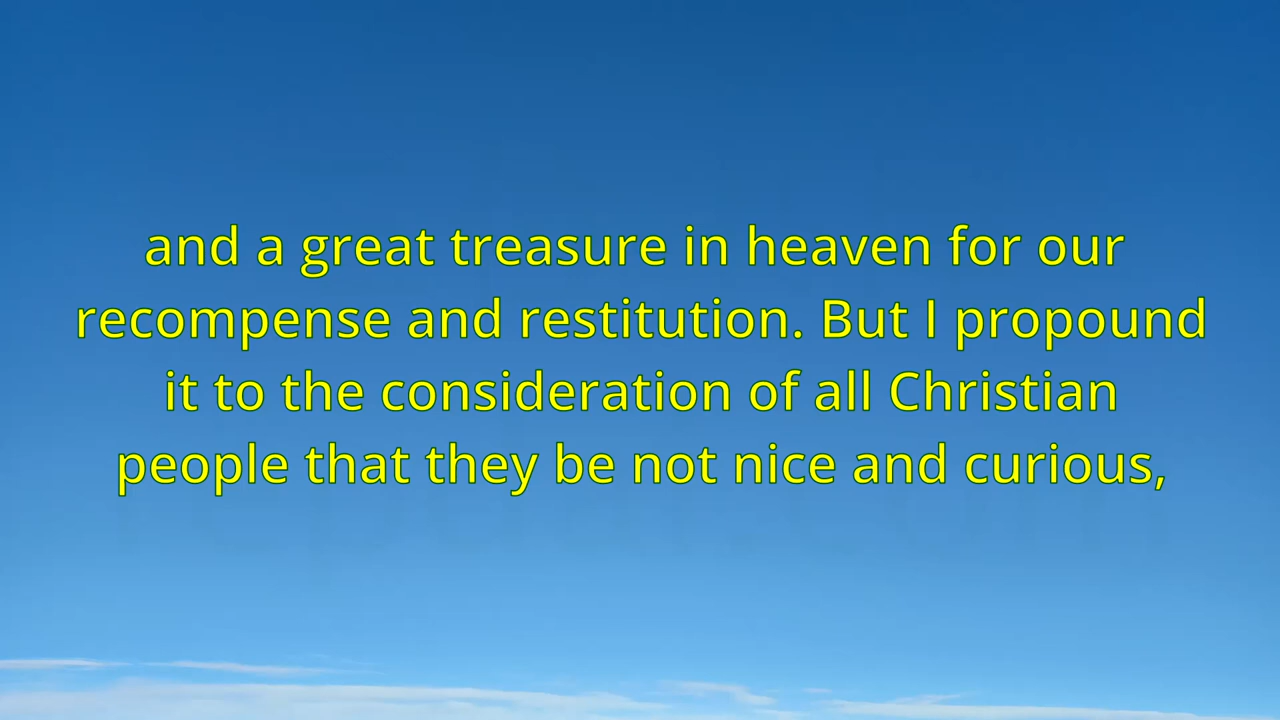 and a great treasure in heaven for our
recompense and restitution. But I propound
it to the consideration of all Christian
people that they be not nice and curious,